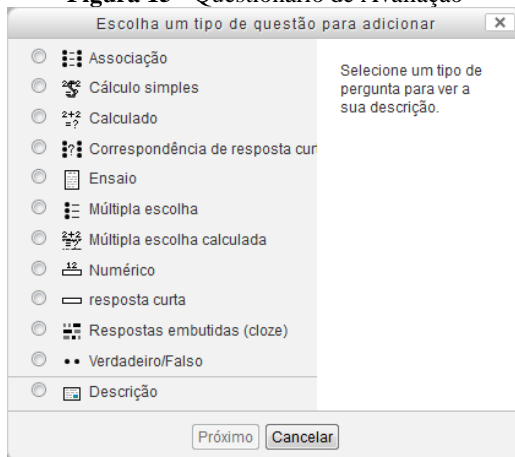 Escolha um tipo de questão para adicionar
Associação
Cálculo simples
Calculado
Correspondência de resposta
Ensaio
Múltipla escolha
Múltipla escolha calculada
Numérico
resposta curta
Respostas embutidas (cloze)
Verdadeiro/Falso
Descrição
Selecione um tipo de
pergunta para ver a
sua descrição.
Próximo Cancelar